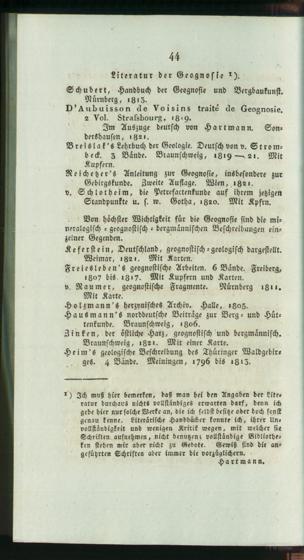 44
Literatur der Geognosie ¹).
Schubert, Handbuch der Geognosie und Bergbaukunst.
Nürnberg, 1813.
D'Aubuisson de Voisins traité de Geognosie.
2 Vol. Strasbourg, 1819.
Im Auszuge deutsch von Hartmann. Son-
dershausen, 1821.
Breislak's Lehrbuch der Geologie. Deutsch von v. Strom-
beck. 3 Bände. Braunschweig, 1819—21. Mit
Kupfern.
Reichetzer's Anleitung zur Geognosie, insbesondere zur
Gebirgskunde. Zweite Auflage. Wien, 1821.
v. Schlotheim, die Petrefactenkunde auf ihrem jetzigen
Standpunkte u. s. w. Gotha, 1820. Mit Kpfrn.
Von höchster Wichtigkeit für die Geognosie sind die mi-
neralogisch-geognostisch-bergmännischen Beschreibungen ein-
zelner Gegenden.
Keferstein, Deutschland, geognostisch-geologisch dargestellt.
Weimar, 1821. Mit Karten.
Freiesleben's geognostische Arbeiten. 6 Bände. Freiberg,
1807 bis 1817. Mit Kupfern und Karten.
v. Raumer, geognostische Fragmente. Nürnberg 1811.
Mit Karte.
Holzmann's hercynisches Archiv. Halle, 1805.
Hausmann's norddeutsche Beiträge zur Berg- und Hüt-
tenkunde. Braunschweig, 1806.
Zinken, der östliche Harz, geognostisch und bergmännisch.
Braunschweig, 1821. Mit einer Karte.
Heim's geologische Beschreibung des Thüringer Waldgebir-
ges. 4 Bände. Meiningen, 1796 bis 1813.
¹) Ich muß hier bemerken, daß man bei den Angaben der Lite-
ratur durchaus nichts vollständiges erwarten darf, denn ich
gebe hier nur solche Werke an, die ich selbst besitze oder doch sonst
genau kenne. Literärische Handbücher konnte ich, ihrer Un-
vollständigkeit und wenigen Kritik wegen, mit welcher sie
Schriften aufnehmen, nicht benutzen, vollständige Bibliothe-
ken stehen mir aber nicht zu Gebote. Gewiß sind die an-
geführten Schriften aber immer die vorzüglichern.
Hartmann.